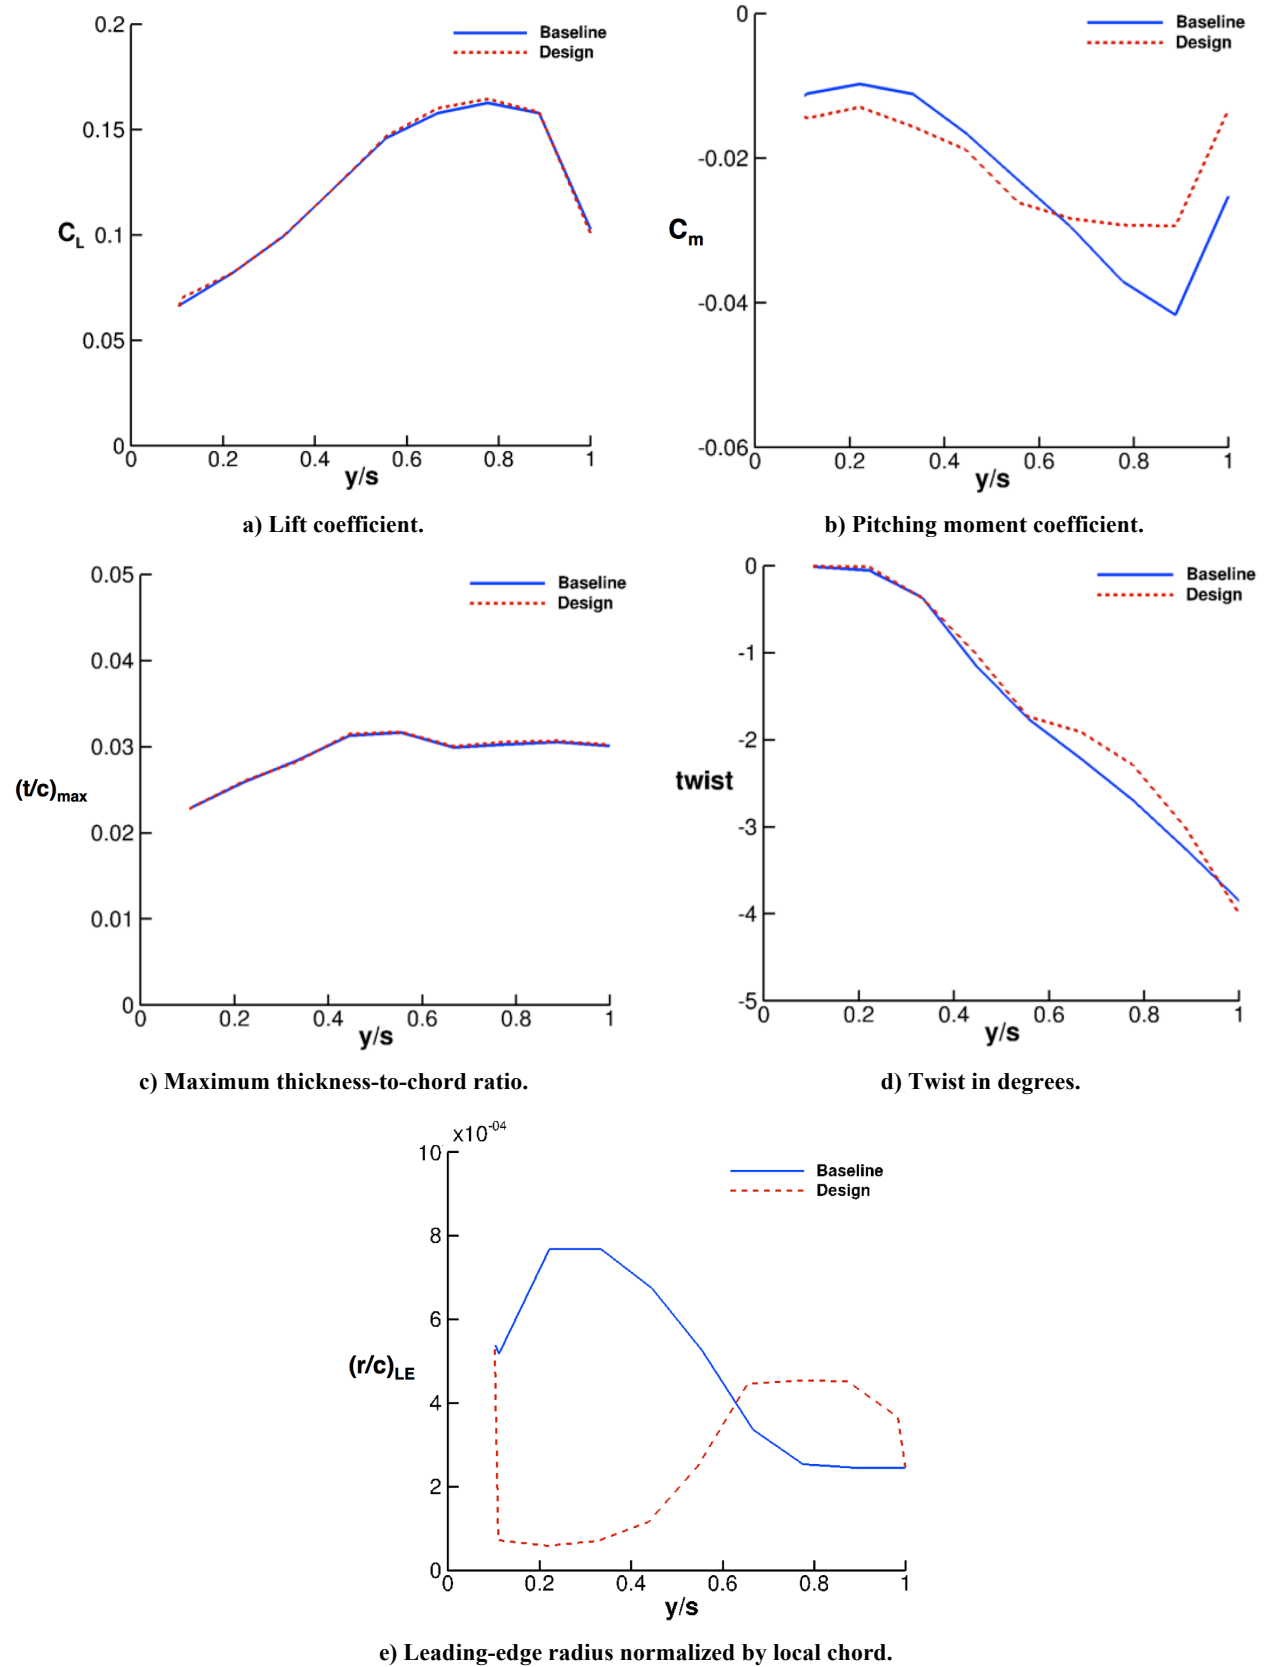 0.2
0.15
0.1
0.05
0
C_L
Baseline
Design
0 0.2 0.4 0.6 0.8 1
y/s
a) Lift coefficient.
0
-0.02
-0.04
-0.06
C_m
Baseline
Design
0 0.2 0.4 0.6 0.8 1
y/s
b) Pitching moment coefficient.
0.05
0.04
0.03
0.02
0.01
0
(t/c)_max
Baseline
Design
0 0.2 0.4 0.6 0.8 1
y/s
c) Maximum thickness-to-chord ratio.
0
-1
-2
-3
-4
-5
twist
Baseline
Design
0 0.2 0.4 0.6 0.8 1
y/s
d) Twist in degrees.
x10^-04
10
8
6
4
2
0
(r/c)_LE
Baseline
Design
0 0.2 0.4 0.6 0.8 1
y/s
e) Leading-edge radius normalized by local chord.